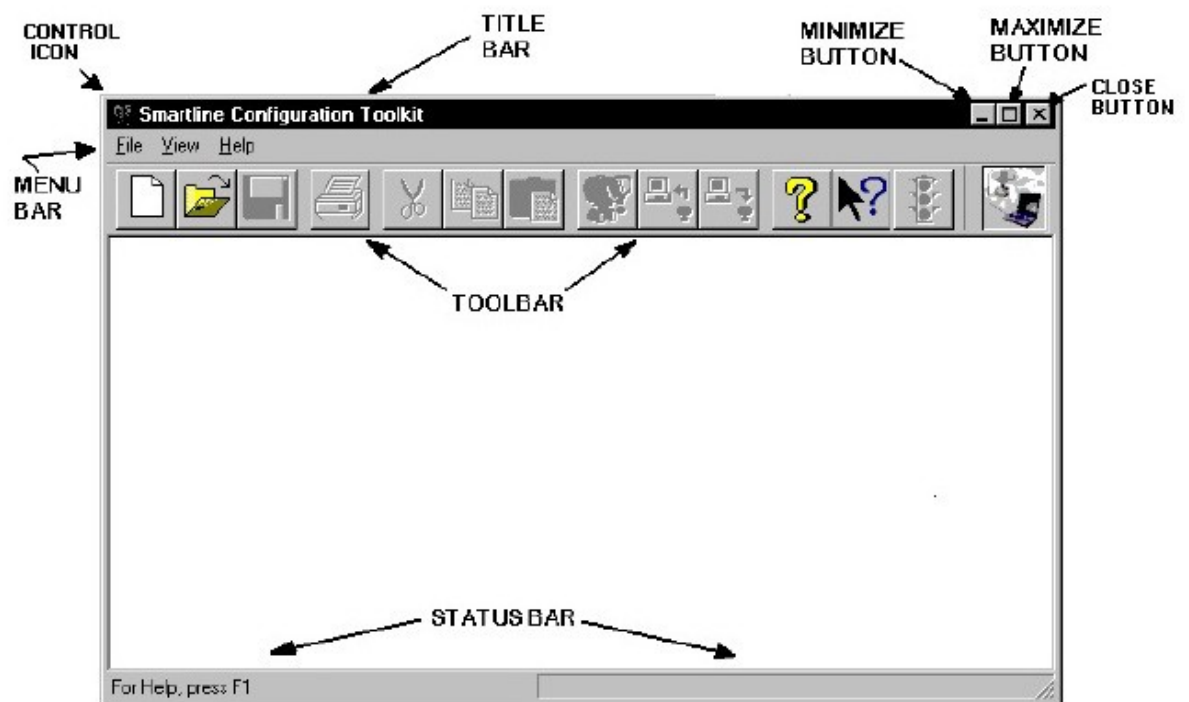 CONTROL
ICON
TITLE
BAR
MINIMIZE
BUTTON
MAXIMIZE
BUTTON
CLOSE
BUTTON
Smartline Configuration Toolkit
File View Help
MENU
BAR
TOOLBAR
STATUS BAR
For Help, press F1